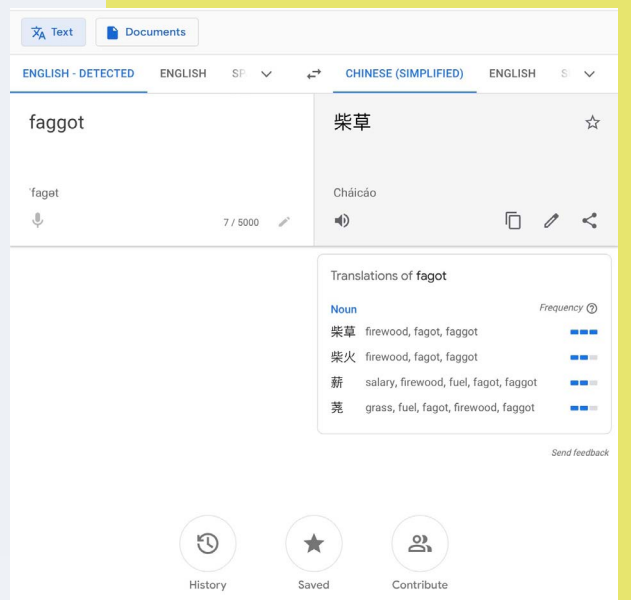 Text Documents
ENGLISH - DETECTED ENGLISH CHINESE (SIMPLIFIED) ENGLISH
faggot 柴草
ˈfaɡət Cháicáo
7 / 5000
Translations of fagot
Noun Frequency
柴草 firewood, fagot, faggot
柴火 firewood, fagot, faggot
薪 salary, firewood, fuel, fagot, faggot
荛 grass, fuel, fagot, firewood, faggot
Send feedback
History Saved Contribute